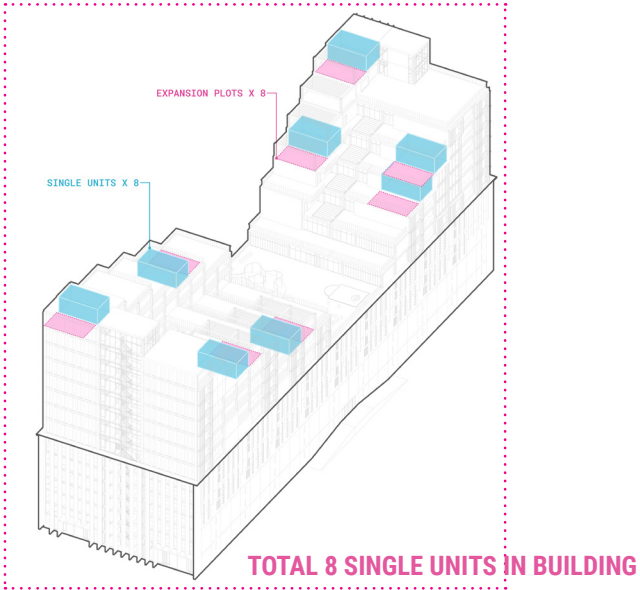 EXPANSION PLOTS X 8
SINGLE UNITS X 8
TOTAL 8 SINGLE UNITS IN BUILDING